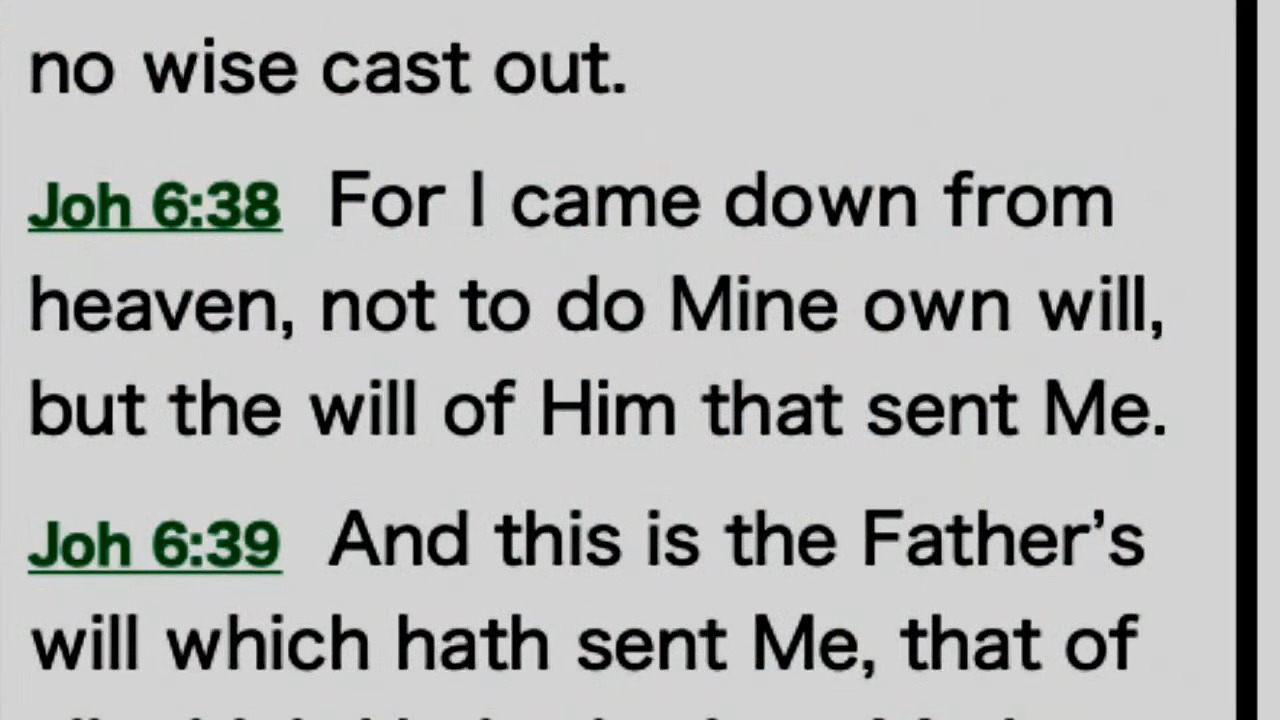 no wise cast out.
Joh 6:38 For I came down from
heaven, not to do Mine own will,
but the will of Him that sent Me.
Joh 6:39 And this is the Father’s
will which hath sent Me, that of